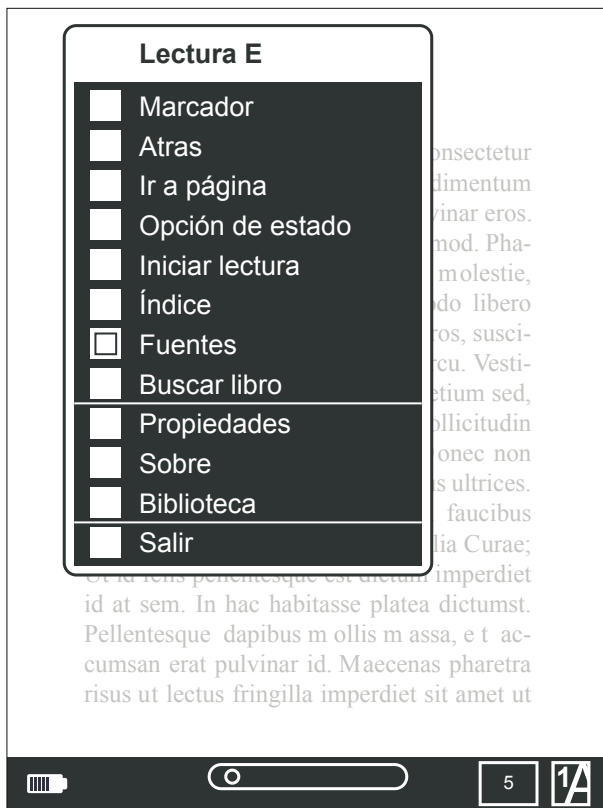 Lectura E
Marcador
Atras
Ir a página
Opción de estado
Iniciar lectura
Índice
Fuentes
Buscar libro
Propiedades
Sobre
Biblioteca
Salir
onsectetur
dimentum
vinar eros.
mod. Pha-
molestie,
do libero
ros, susci-
rcu. Vesti-
etium sed,
ollicitudin
onec non
s ultrices.
faucibus
lia Curae;
imperdiet
id at sem. In hac habitasse platea dictumst.
Pellentesque dapibus m ollis m assa, e t ac-
cumsan erat pulvinar id. Maecenas pharetra
risus ut lectus fringilla imperdiet sit amet ut
5
1A